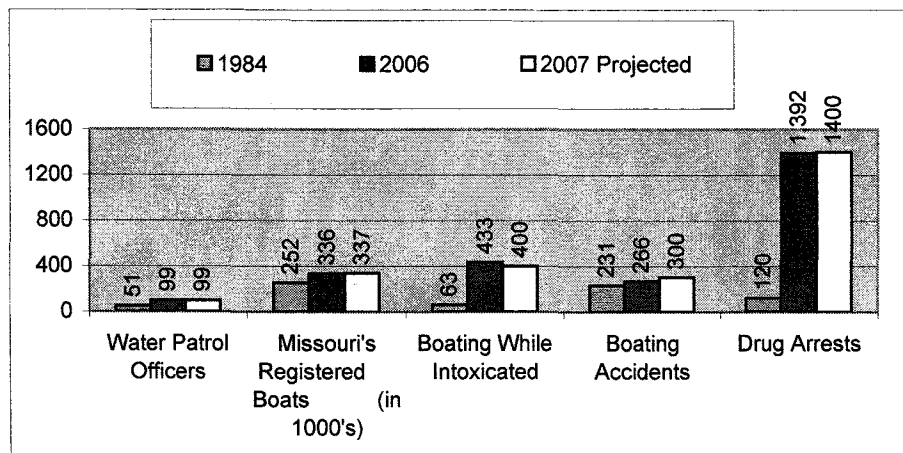 1984 2006 2007 Projected
1600
1200
800
400
0
51 99 99
252 336 337
63 433 400
231 266 300
120 1 392 1400
Water Patrol
Officers
Missouri's
Registered
Boats (in
1000's)
Boating While
Intoxicated
Boating
Accidents
Drug Arrests